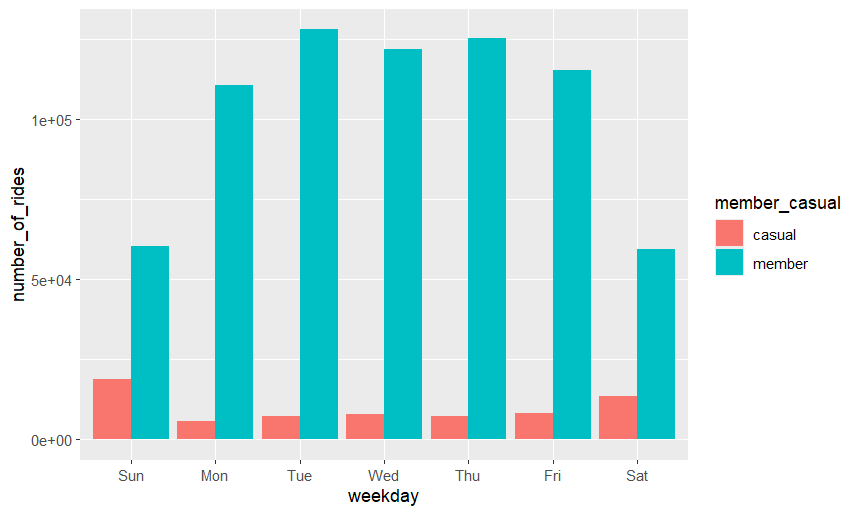 1e+05
5e+04
0e+00
number_of_rides
Sun Mon Tue Wed Thu Fri Sat
weekday
member_casual
casual
member